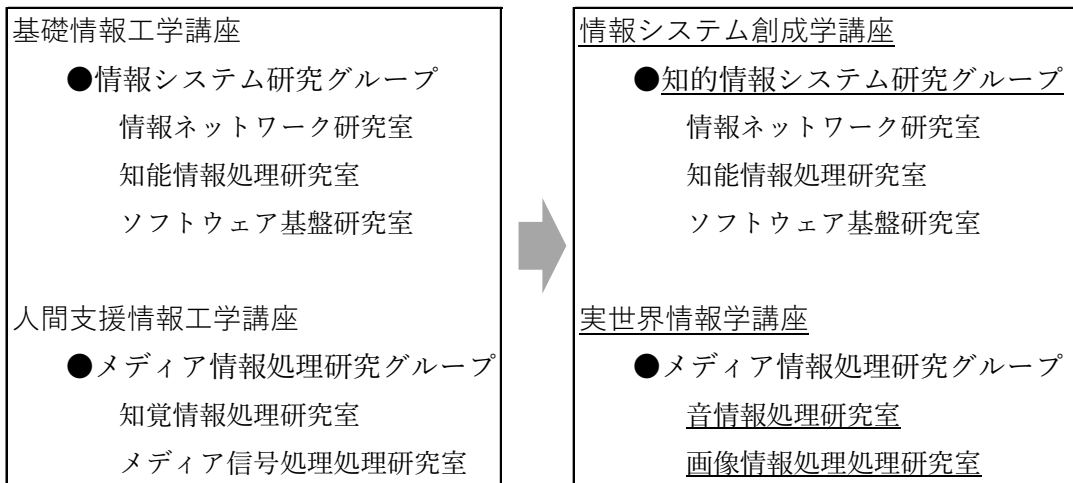 基礎情報工学講座
●情報システム研究グループ
情報ネットワーク研究室
知能情報処理研究室
ソフトウェア基盤研究室
人間支援情報工学講座
●メディア情報処理研究グループ
知覚情報処理研究室
メディア信号処理処理研究室
情報システム創成学講座
●知的情報システム研究グループ
情報ネットワーク研究室
知能情報処理研究室
ソフトウェア基盤研究室
実世界情報学講座
●メディア情報処理研究グループ
音情報処理研究室
画像情報処理処理研究室